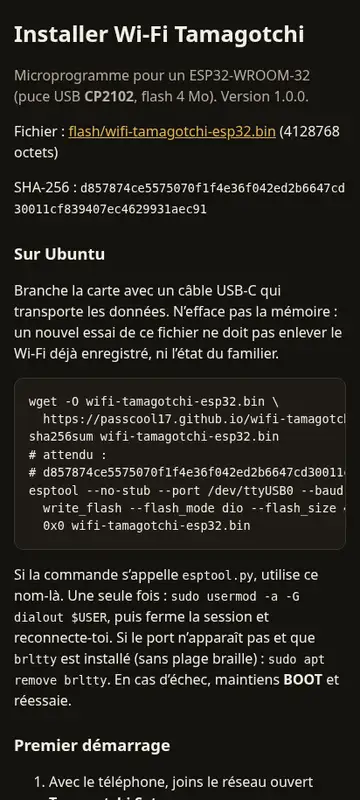 Installer Wi-Fi Tamagotchi
Microprogramme pour un ESP32-WROOM-32
(puce USB CP2102, flash 4 Mo). Version 1.0.0.
Fichier : flash/wifi-tamagotchi-esp32.bin (4128768
octets)
SHA-256 : d857874ce5575070f1f4e36f042ed2b6647cd
30011cf839407ec4629931aec91
Sur Ubuntu
Branche la carte avec un câble USB-C qui
transporte les données. N’efface pas la mémoire :
un nouvel essai de ce fichier ne doit pas enlever le
Wi-Fi déjà enregistré, ni l’état du familier.
wget -O wifi-tamagotchi-esp32.bin \
https://passcool17.github.io/wifi-tamagotch
sha256sum wifi-tamagotchi-esp32.bin
# attendu :
# d857874ce5575070f1f4e36f042ed2b6647cd30011
esptool --no-stub --port /dev/ttyUSB0 --baud
write_flash --flash_mode dio --flash_size
0x0 wifi-tamagotchi-esp32.bin
Si la commande s’appelle esptool.py, utilise ce
nom-là. Une seule fois : sudo usermod -a -G
dialout $USER, puis ferme la session et
reconnecte-toi. Si le port n’apparaît pas et que
brltty est installé (sans plage braille) : sudo apt
remove brltty. En cas d’échec, maintiens BOOT et
réessaie.
Premier démarrage
1. Avec le téléphone, joins le réseau ouvert